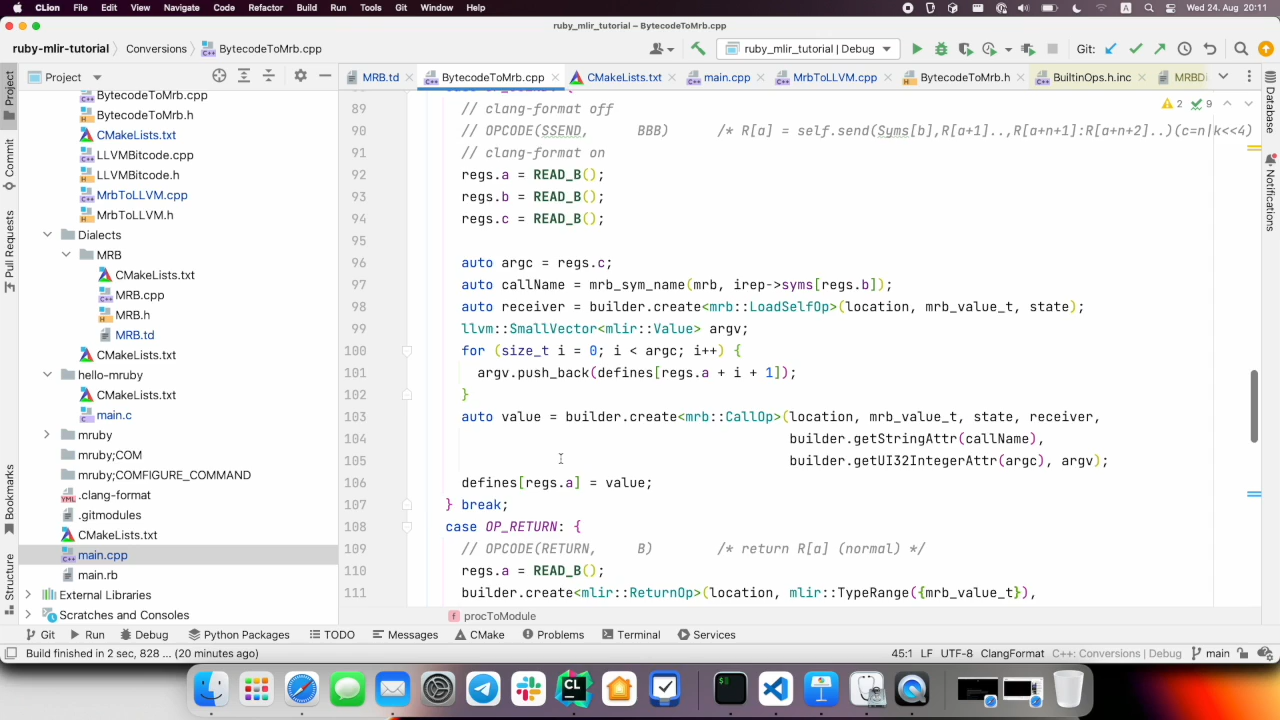 CLion File Edit View Navigate Code Refactor Build Run Tools Git Window Help A Wed 24. Aug 20:11
ruby_mlir_tutorial – BytecodeToMrb.cpp
ruby-mlir-tutorial Conversions BytecodeToMrb.cpp ruby_mlir_tutorial | Debug Git:
Project MRB.td BytecodeToMrb.cpp CMakeLists.txt main.cpp MrbToLLVM.cpp BytecodeToMrb.h BuiltinOps.h.inc MRBDi
Project
Commit
Pull Requests
Bookmarks
Structure
BytecodeToMrb.cpp
BytecodeToMrb.h
CMakeLists.txt
LLVMBitcode.cpp
LLVMBitcode.h
MrbToLLVM.cpp
MrbToLLVM.h
Dialects
MRB
CMakeLists.txt
MRB.cpp
MRB.h
MRB.td
CMakeLists.txt
hello-mruby
CMakeLists.txt
main.c
mruby
mruby;COM
mruby;COMFIGURE_COMMAND
.clang-format
.gitmodules
CMakeLists.txt
main.cpp
main.rb
External Libraries
Scratches and Consoles
2 9
89 // clang-format off
90 // OPCODE(SSEND, BBB) /* R[a] = self.send(Syms[b],R[a+1]..,R[a+n+1]:R[a+n+2]..)(c=n|k<<4)
91 // clang-format on
92 regs.a = READ_B();
93 regs.b = READ_B();
94 regs.c = READ_B();
95
96 auto argc = regs.c;
97 auto callName = mrb_sym_name(mrb, irep->syms[regs.b]);
98 auto receiver = builder.create<mrb::LoadSelfOp>(location, mrb_value_t, state);
99 llvm::SmallVector<mlir::Value> argv;
100 for (size_t i = 0; i < argc; i++) {
101 argv.push_back(defines[regs.a + i + 1]);
102 }
103 auto value = builder.create<mrb::CallOp>(location, mrb_value_t, state, receiver,
104 builder.getStringAttr(callName),
105 builder.getUI32IntegerAttr(argc), argv);
106 defines[regs.a] = value;
107 } break;
108 case OP_RETURN: {
109 // OPCODE(RETURN, B) /* return R[a] (normal) */
110 regs.a = READ_B();
111 builder.create<mlir::ReturnOp>(location, mlir::TypeRange({mrb_value_t}),
f procToModule
Database
Notifications
Git Run Debug Python Packages TODO Messages CMake Problems Terminal Services
Build finished in 2 sec, 828 ... (20 minutes ago) 45:1 LF UTF-8 ClangFormat C++: Conversions | Debug main